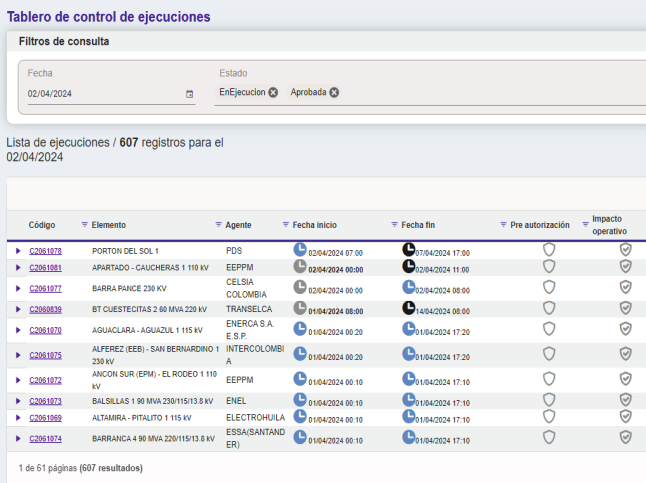 Tablero de control de ejecuciones
Filtros de consulta
Fecha
Estado
02/04/2024
EnEjecucion Aprobada
Lista de ejecuciones / 607 registros para el
02/04/2024
Código Elemento Agente Fecha inicio Fecha fin Pre autorización Impacto operativo
C2061078 PORTON DEL SOL 1 PDS 02/04/2024 07:00 07/04/2024 17:00
C2061081 APARTADO - CAUCHERAS 1 110 kV EEPPM 02/04/2024 00:00 02/04/2024 11:00
C2061077 BARRA PANCE 230 KV CELSIA COLOMBIA 02/04/2024 00:00 02/04/2024 08:00
C2060839 BT CUESTECITAS 2 60 MVA 220 kV TRANSELCA 01/04/2024 08:00 14/04/2024 08:00
C2061070 AGUACLARA - AGUAZUL 1 115 kV ENERCA S.A. E.S.P. 01/04/2024 00:20 01/04/2024 17:20
C2061075 ALFEREZ (EEB) - SAN BERNARDINO 1 230 kV INTERCOLOMBIA 01/04/2024 00:20 01/04/2024 17:20
C2061072 ANCON SUR (EPM) - EL RODEO 1 110 kV EEPPM 01/04/2024 00:10 01/04/2024 17:10
C2061073 BALSILLAS 1 90 MVA 230/115/13.8 kV ENEL 01/04/2024 00:10 01/04/2024 17:10
C2061069 ALTAMIRA - PITALITO 1 115 kV ELECTROHUILA 01/04/2024 00:10 01/04/2024 17:10
C2061074 BARRANCA 4 90 MVA 220/115/13.8 kV ESSA(SANTANDER) 01/04/2024 00:10 01/04/2024 17:10
1 de 61 páginas (607 resultados)